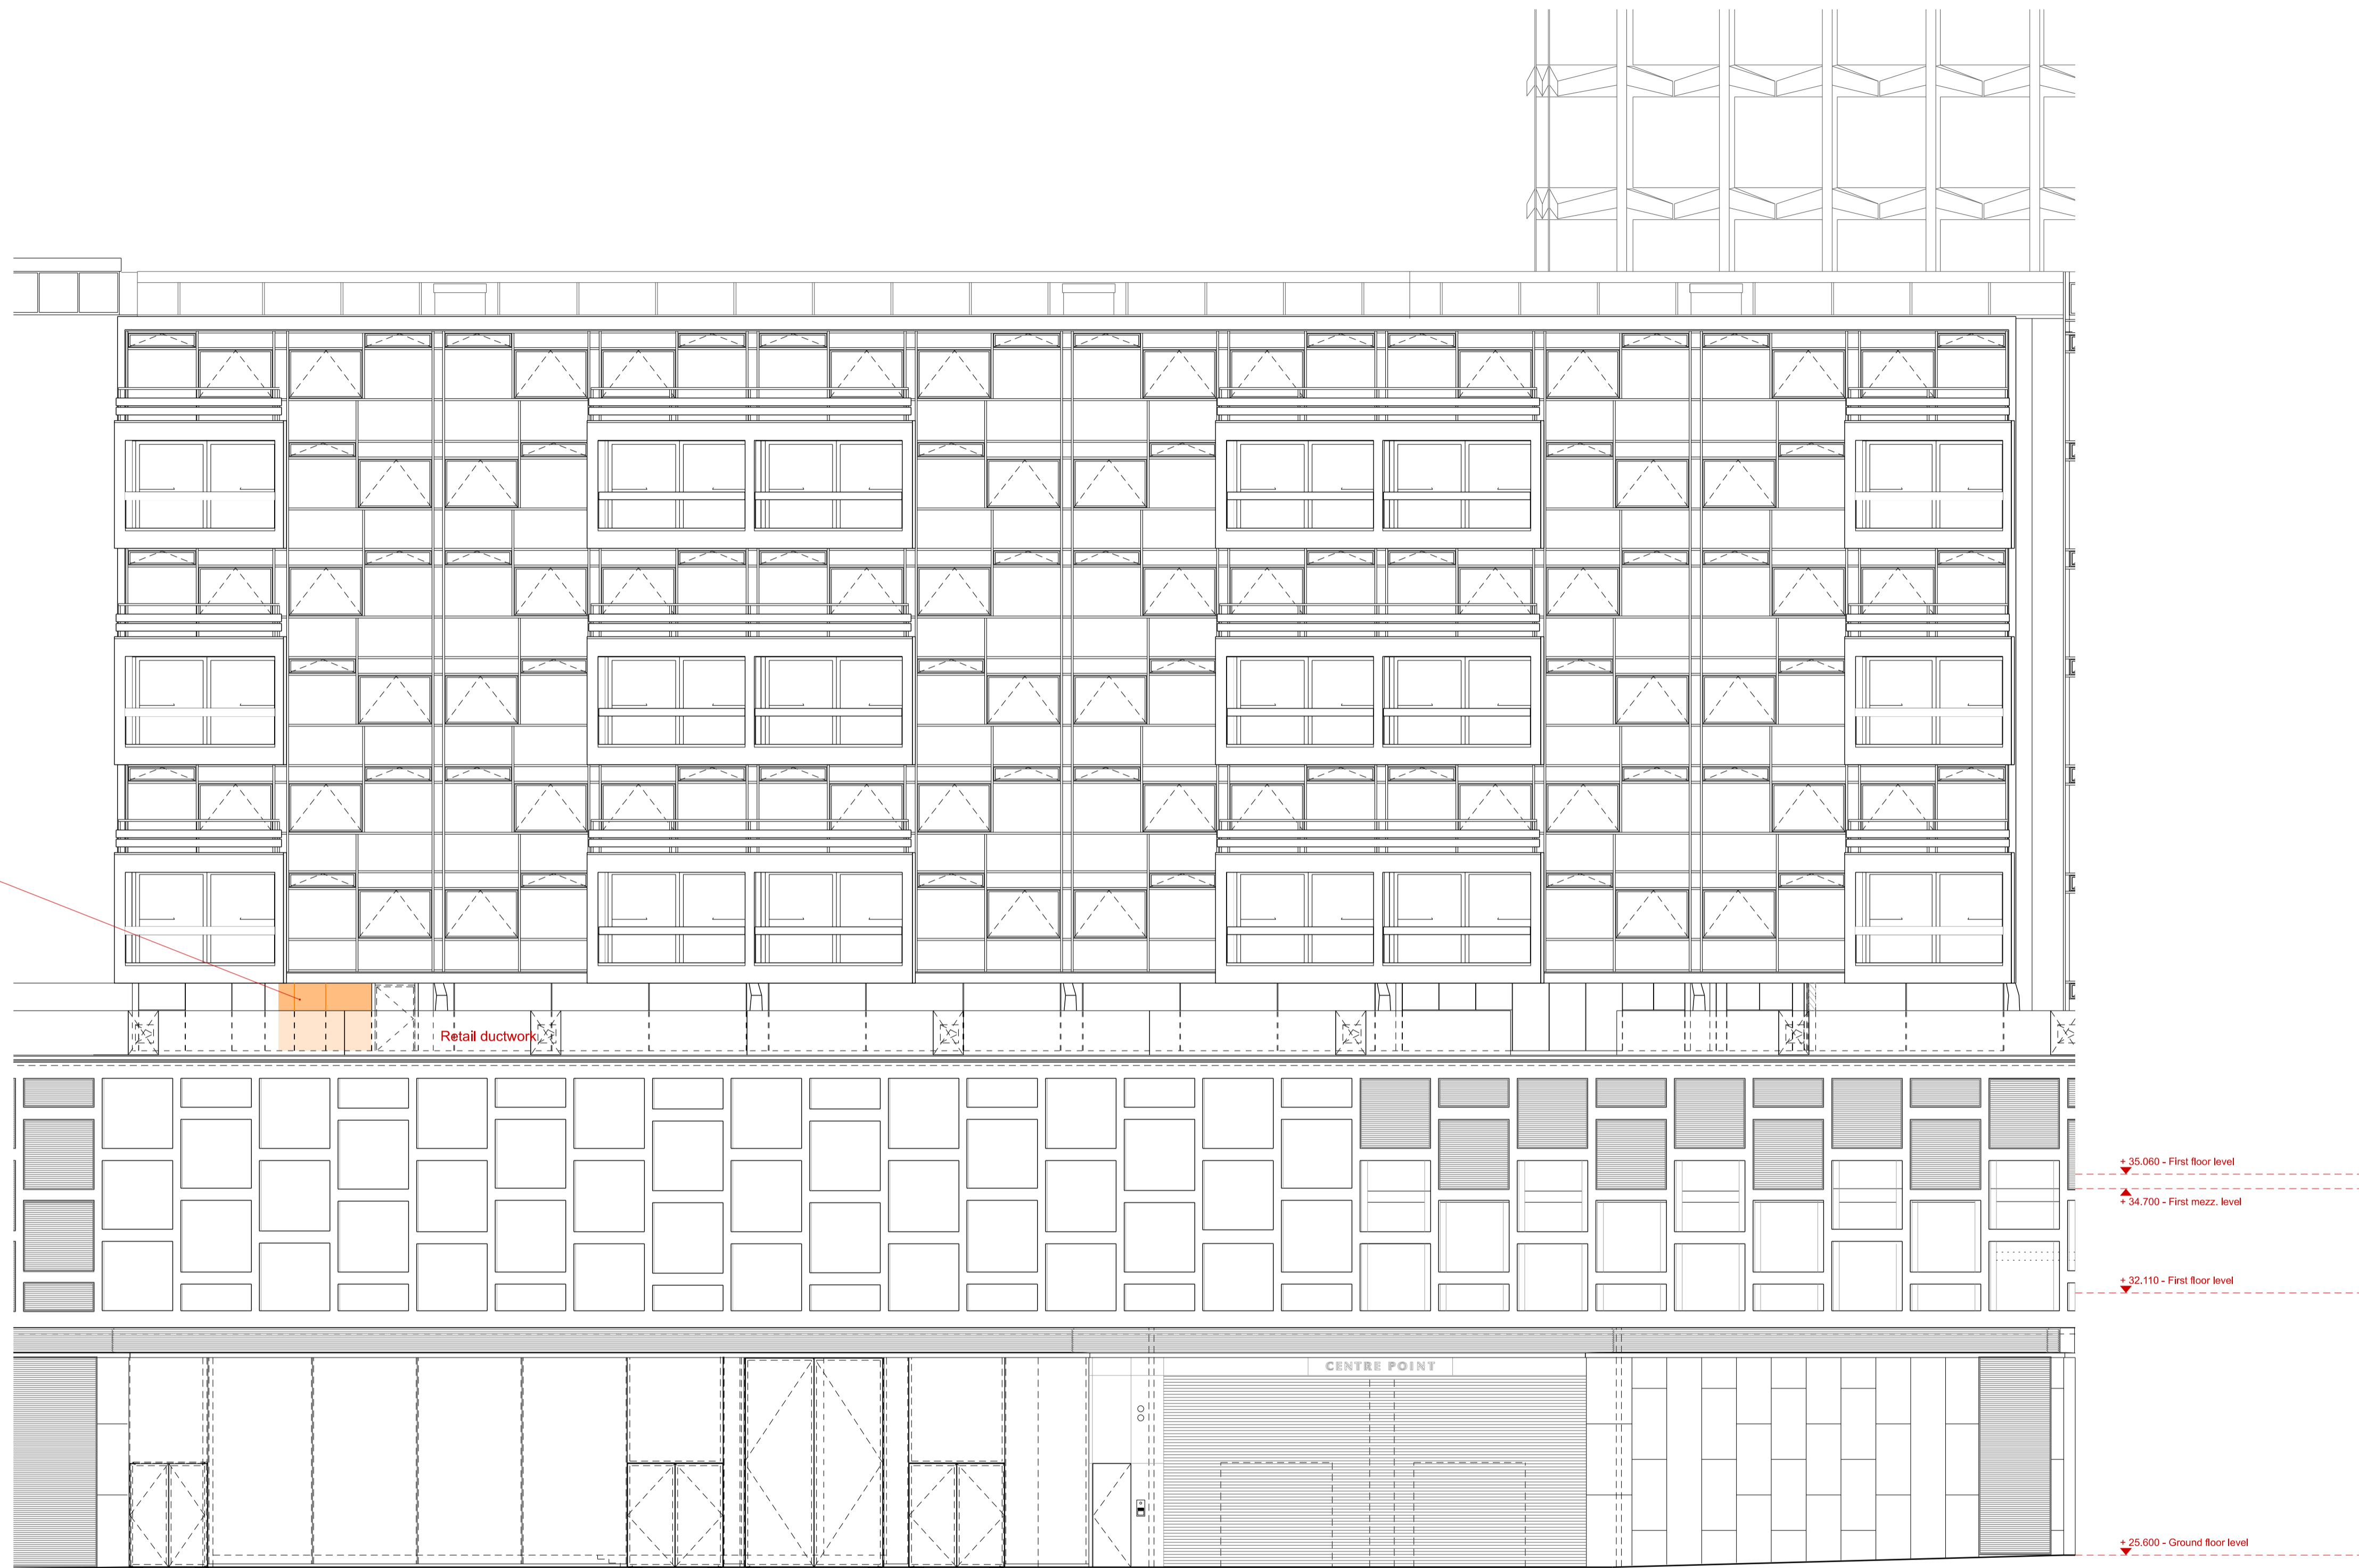 Retail ductwork
+ 35.060 - First floor level
+ 34.700 - First mezz. level
+ 32.110 - First floor level
CENTRE POINT
+ 25.600 - Ground floor level